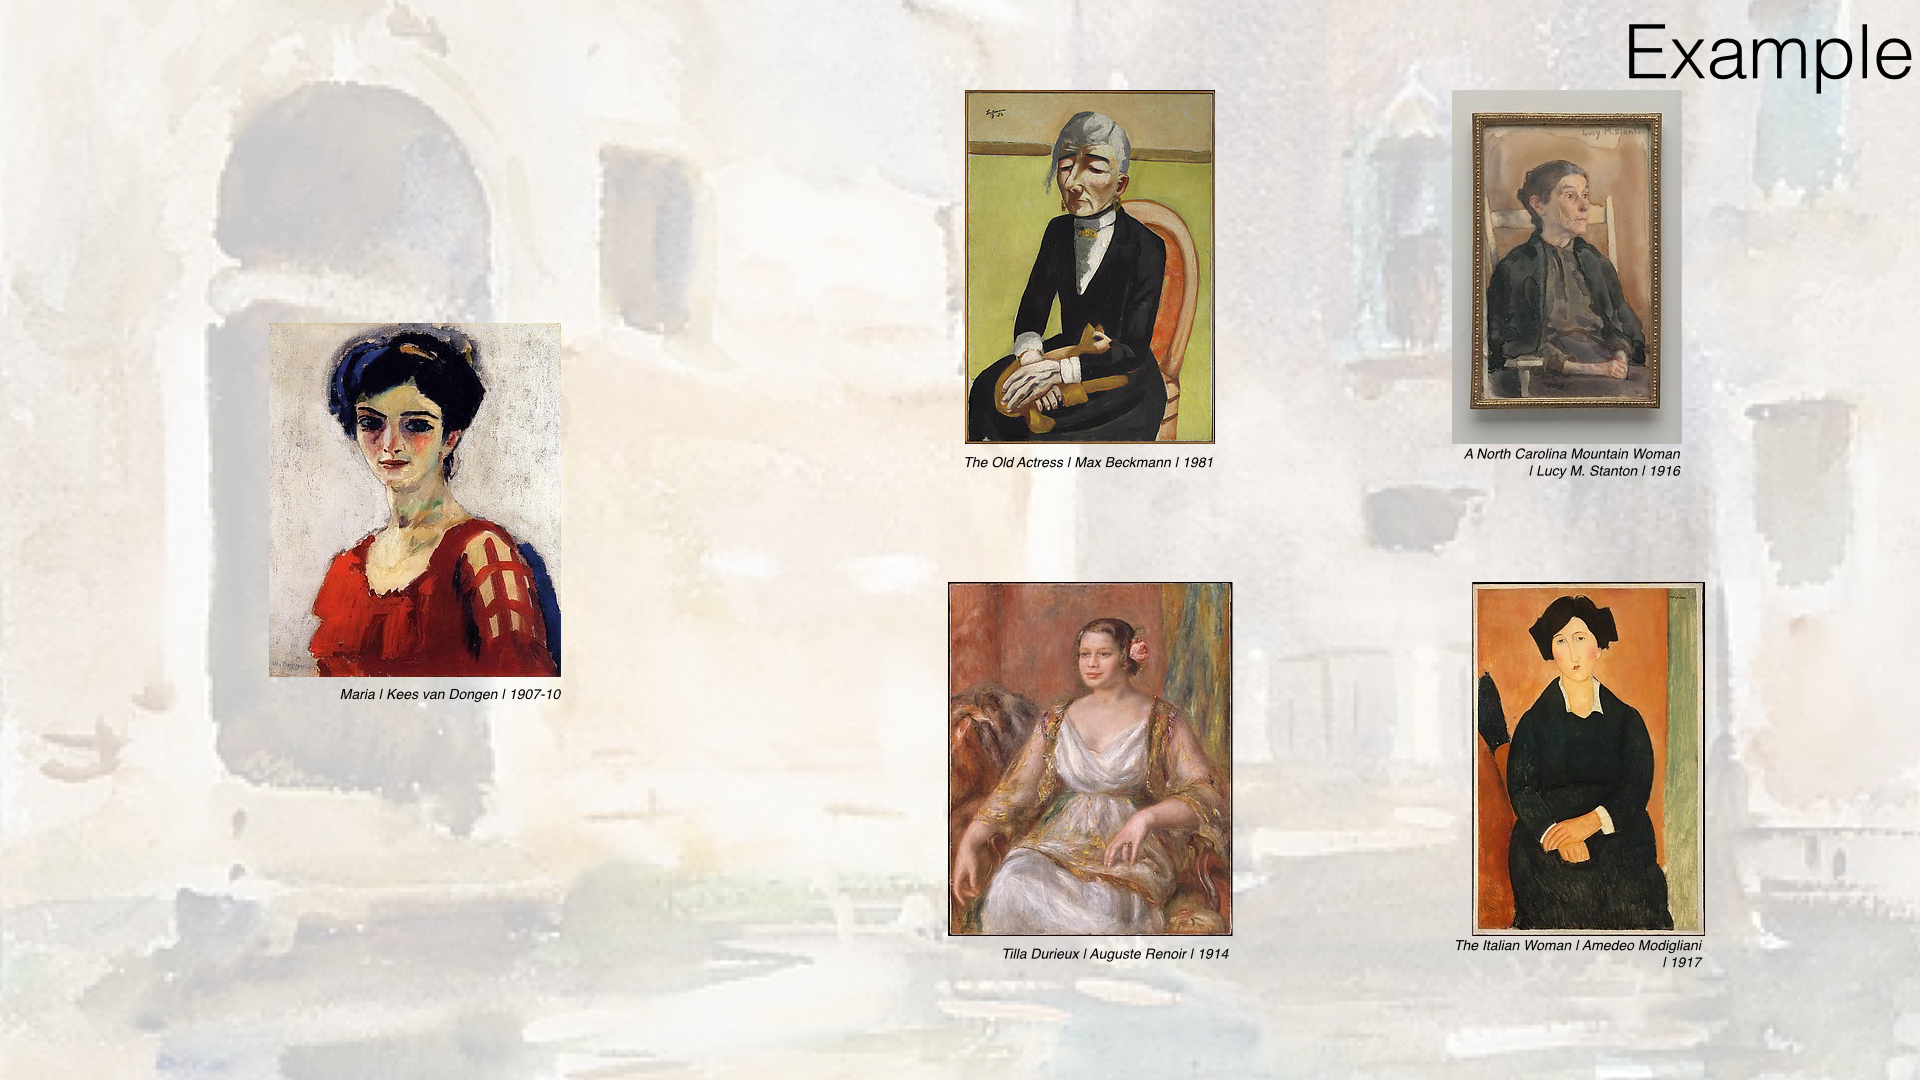 Example
The Old Actress | Max Beckmann | 1981
A North Carolina Mountain Woman
| Lucy M. Stanton | 1916
Maria | Kees van Dongen | 1907-10
Tilla Durieux | Auguste Renoir | 1914
The Italian Woman | Amedeo Modigliani
| 1917